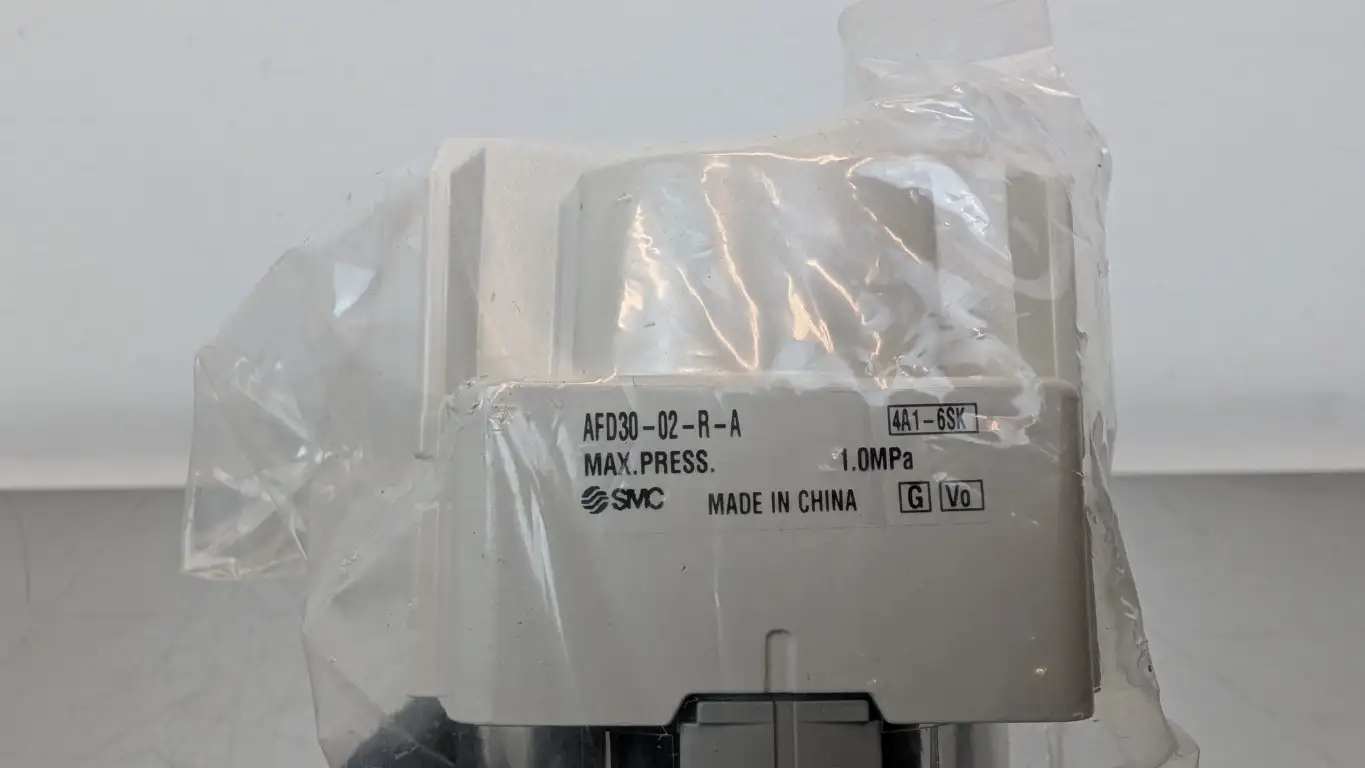 AFD30-02-R-A 4A1-6SK
MAX.PRESS. 1.0MPa
SMC MADE IN CHINA G Vo